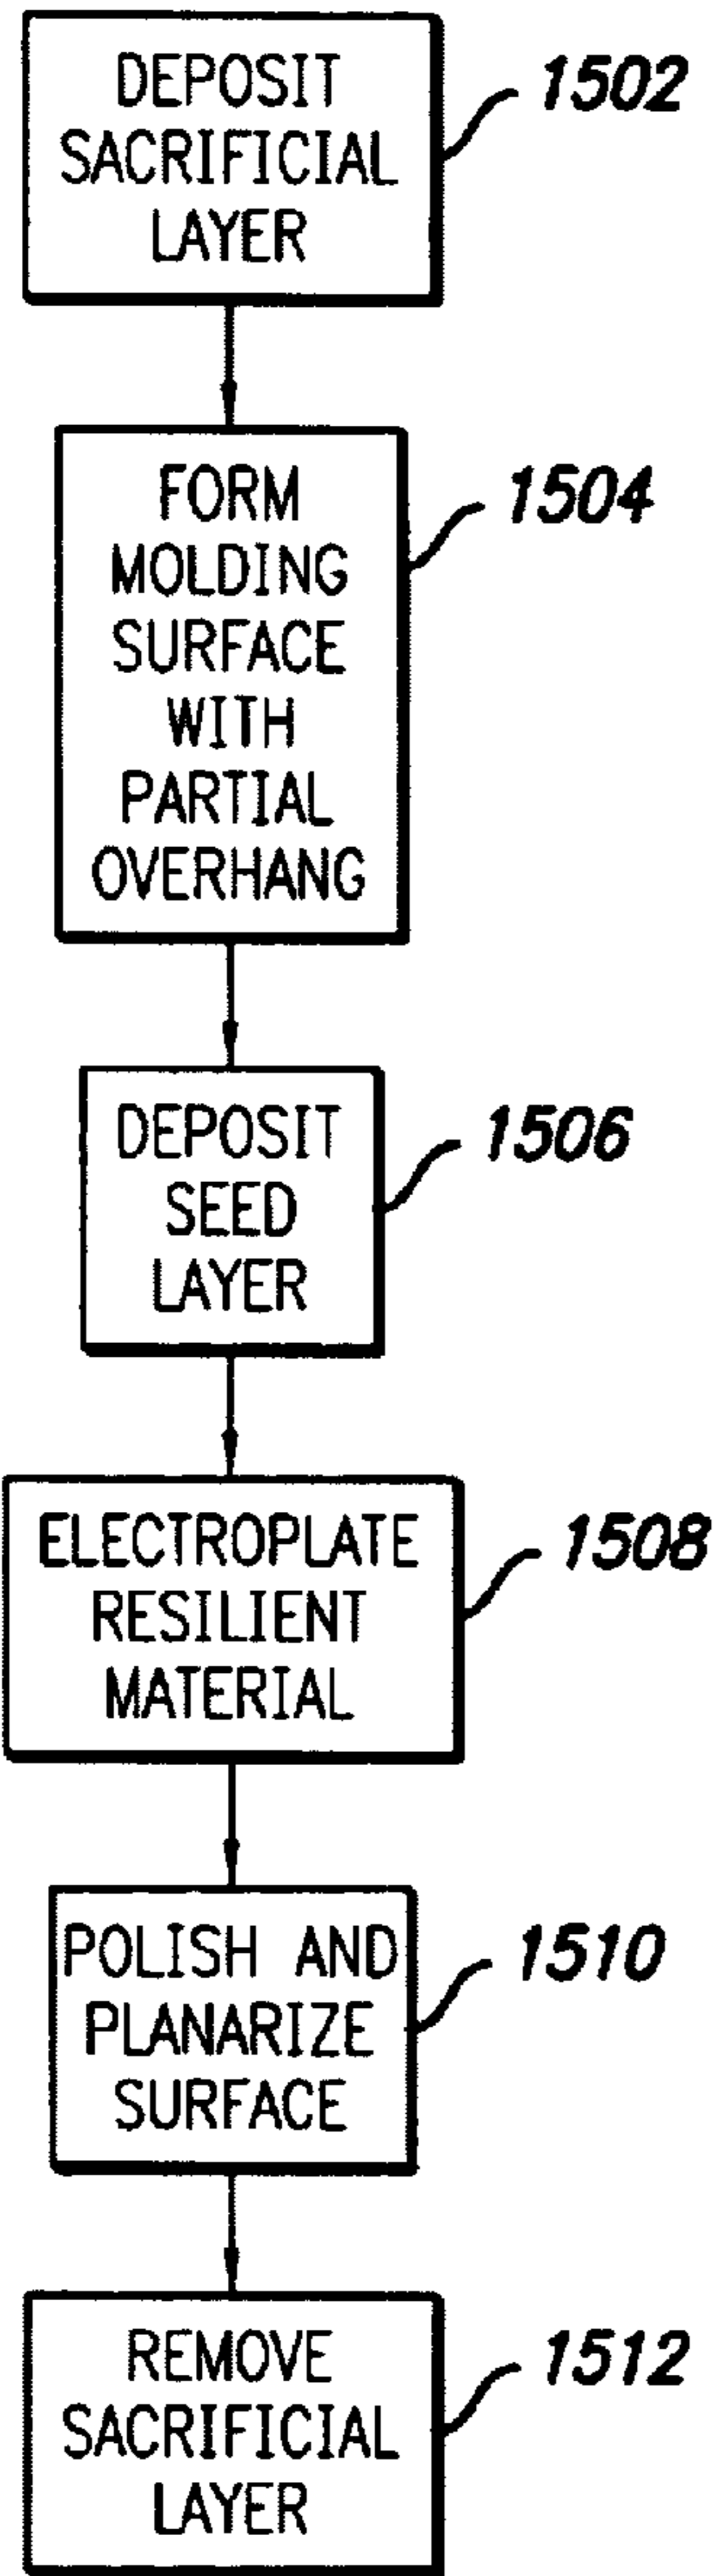 DEPOSIT
SACRIFICIAL
LAYER
1502
FORM
MOLDING
SURFACE
WITH
PARTIAL
OVERHANG
1504
DEPOSIT
SEED
LAYER
1506
ELECTROPLATE
RESILIENT
MATERIAL
1508
POLISH AND
PLANARIZE
SURFACE
1510
REMOVE
SACRIFICIAL
LAYER
1512